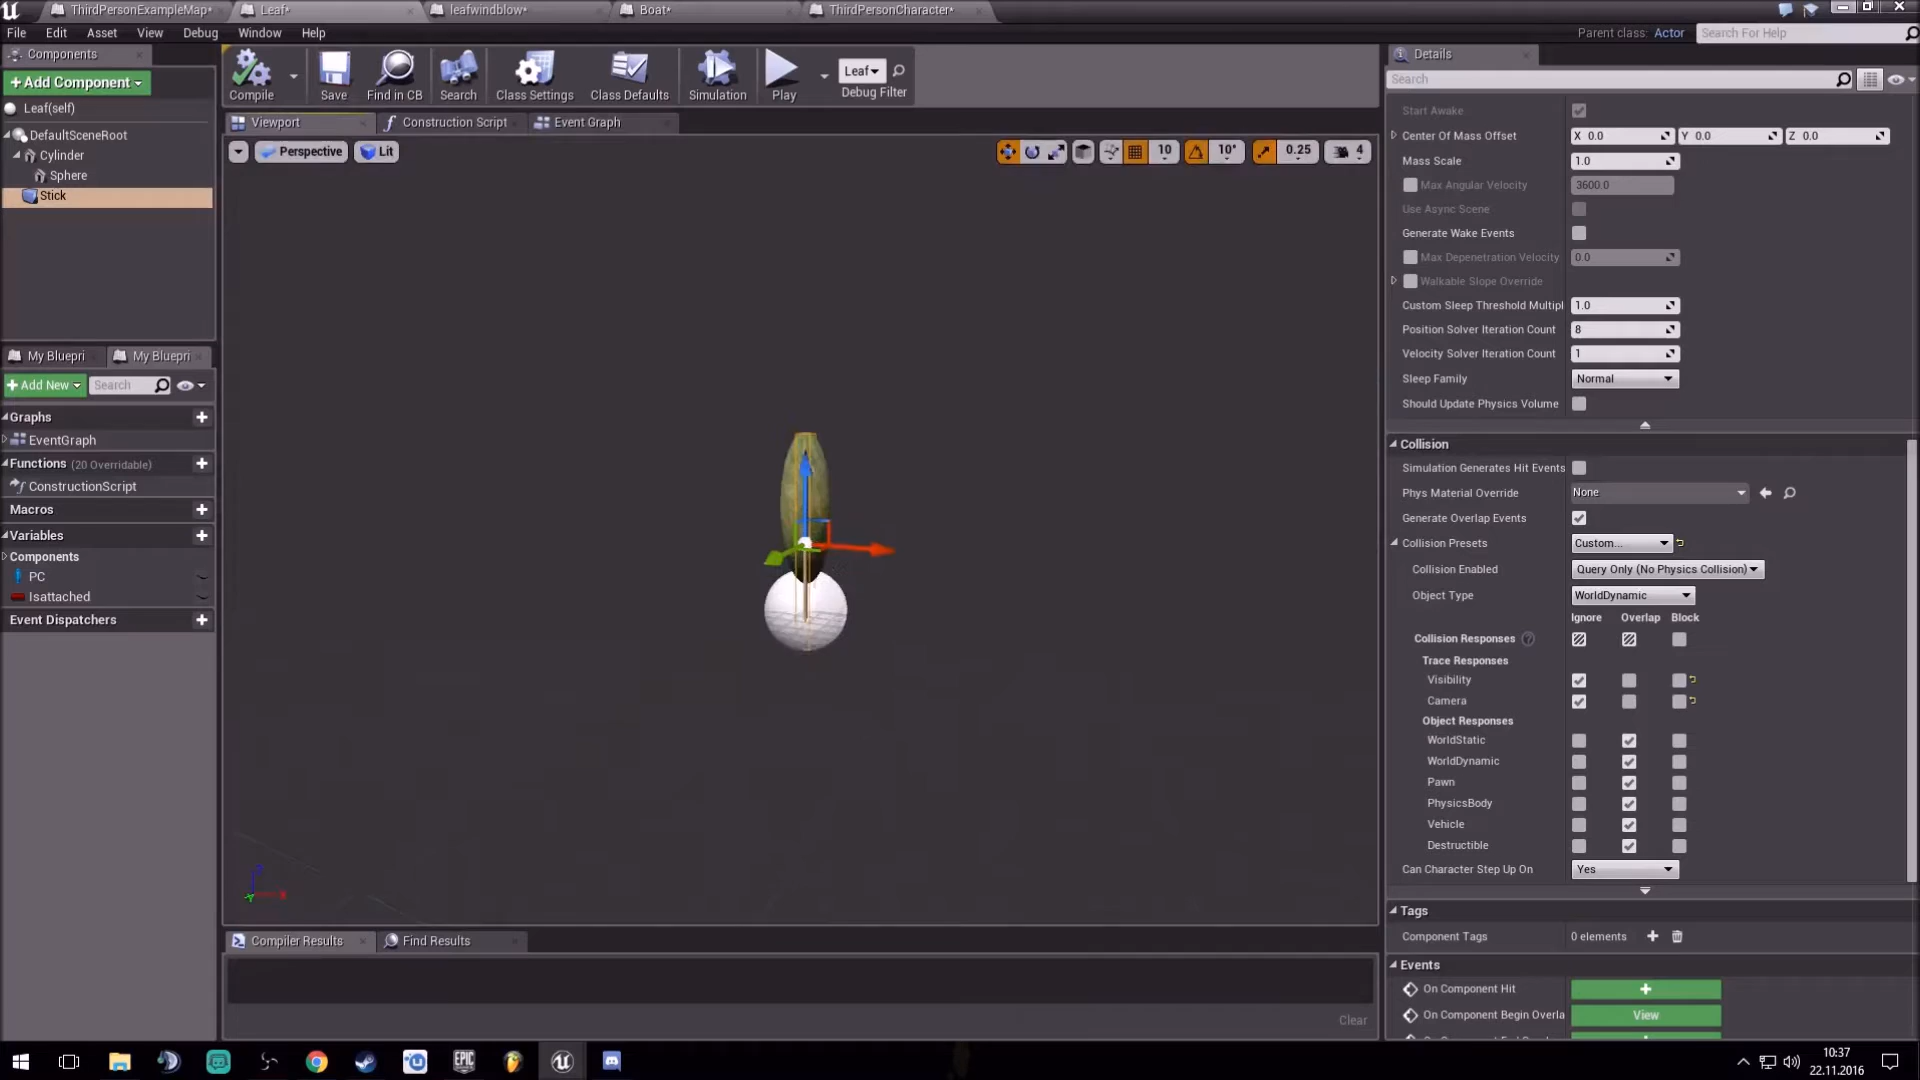 ThirdPersonExampleMap*
Leaf*
leafwindblow*
Boat*
ThirdPersonCharacter*
File Edit Asset View Debug Window Help
Parent class: Actor
Search For Help
Components
+Add Component
Leaf(self)
DefaultSceneRoot
Cylinder
Sphere
Stick
Compile
Save
Find in CB
Search
Class Settings
Class Defaults
Simulation
Play
Leaf
Debug Filter
Viewport
Construction Script
Event Graph
Perspective
Lit
10
10°
0.25
4
My Bluepri
My Bluepri
+Add New
Search
Graphs
EventGraph
Functions (20 Overridable)
ConstructionScript
Macros
Variables
Components
PC
Isattached
Event Dispatchers
Compiler Results
Find Results
Clear
Details
Search
Start Awake
Center Of Mass Offset X 0.0 Y 0.0 Z 0.0
Mass Scale 1.0
Max Angular Velocity 3600.0
Use Async Scene
Generate Wake Events
Max Depenetration Velocity 0.0
Walkable Slope Override
Custom Sleep Threshold Multipl 1.0
Position Solver Iteration Count 8
Velocity Solver Iteration Count 1
Sleep Family Normal
Should Update Physics Volume
Collision
Simulation Generates Hit Events
Phys Material Override None
Generate Overlap Events
Collision Presets Custom...
Collision Enabled Query Only (No Physics Collision)
Object Type WorldDynamic
Ignore Overlap Block
Collision Responses ?
Trace Responses
Visibility
Camera
Object Responses
WorldStatic
WorldDynamic
Pawn
PhysicsBody
Vehicle
Destructible
Can Character Step Up On Yes
Tags
Component Tags 0 elements
Events
On Component Hit +
On Component Begin Overla View
EPIC
10:37
22.11.2016